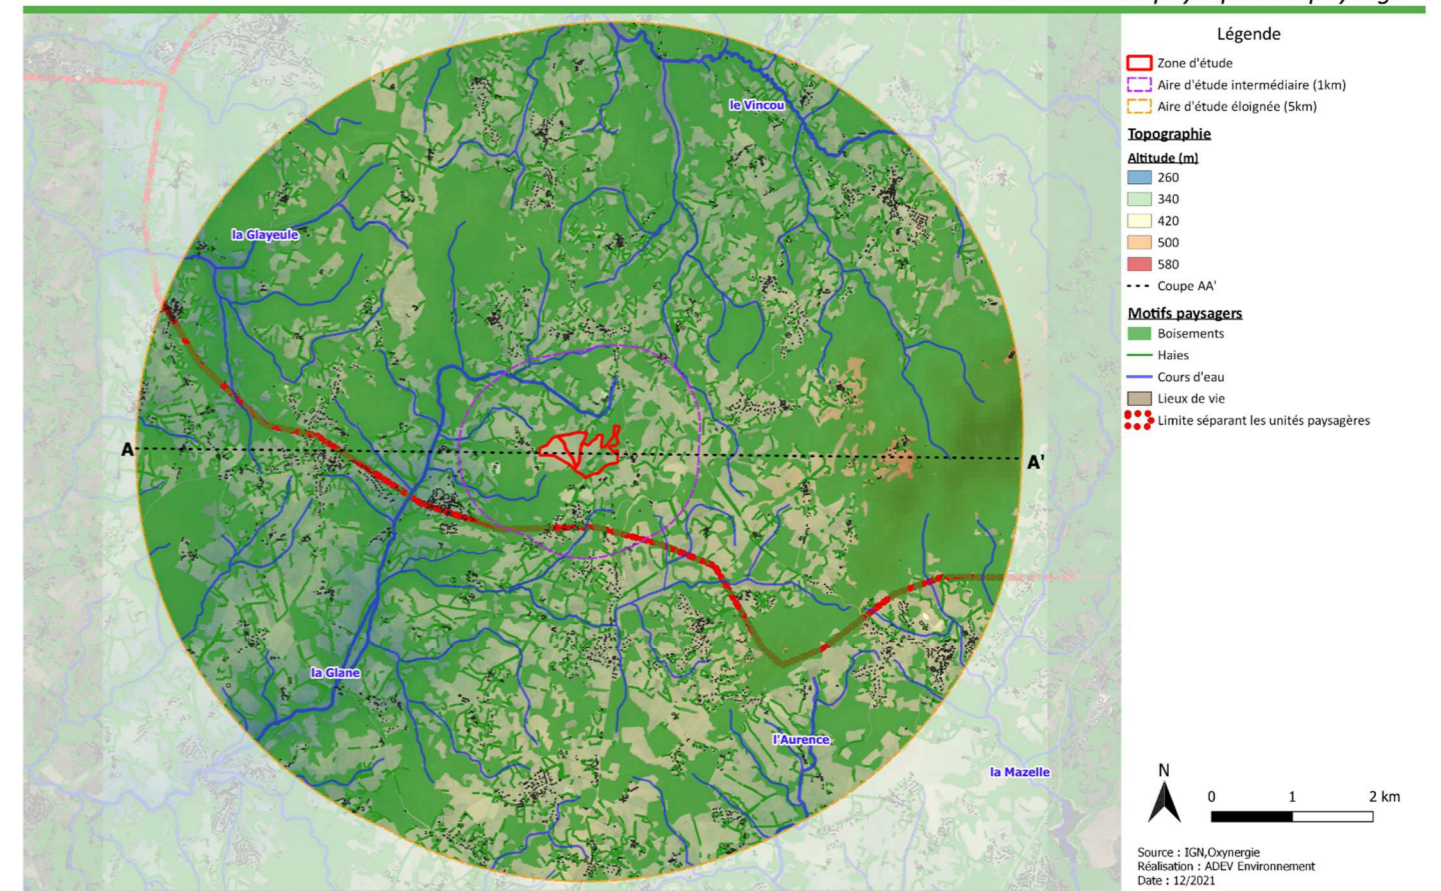 Légende
Zone d'étude
Aire d'étude intermédiaire (1km)
Aire d'étude éloignée (5km)
Topographie
Altitude (m)
260
340
420
500
580
Coupe AA'
Motifs paysagers
Boisements
Haies
Cours d'eau
Lieux de vie
Limite séparant les unités paysagères
le Vincou
la Glayeule
A
A'
la Glane
l'Aurence
la Mazelle
N
0 1 2 km
Source : IGN,Oxynergie
Réalisation : ADEV Environnement
Date : 12/2021